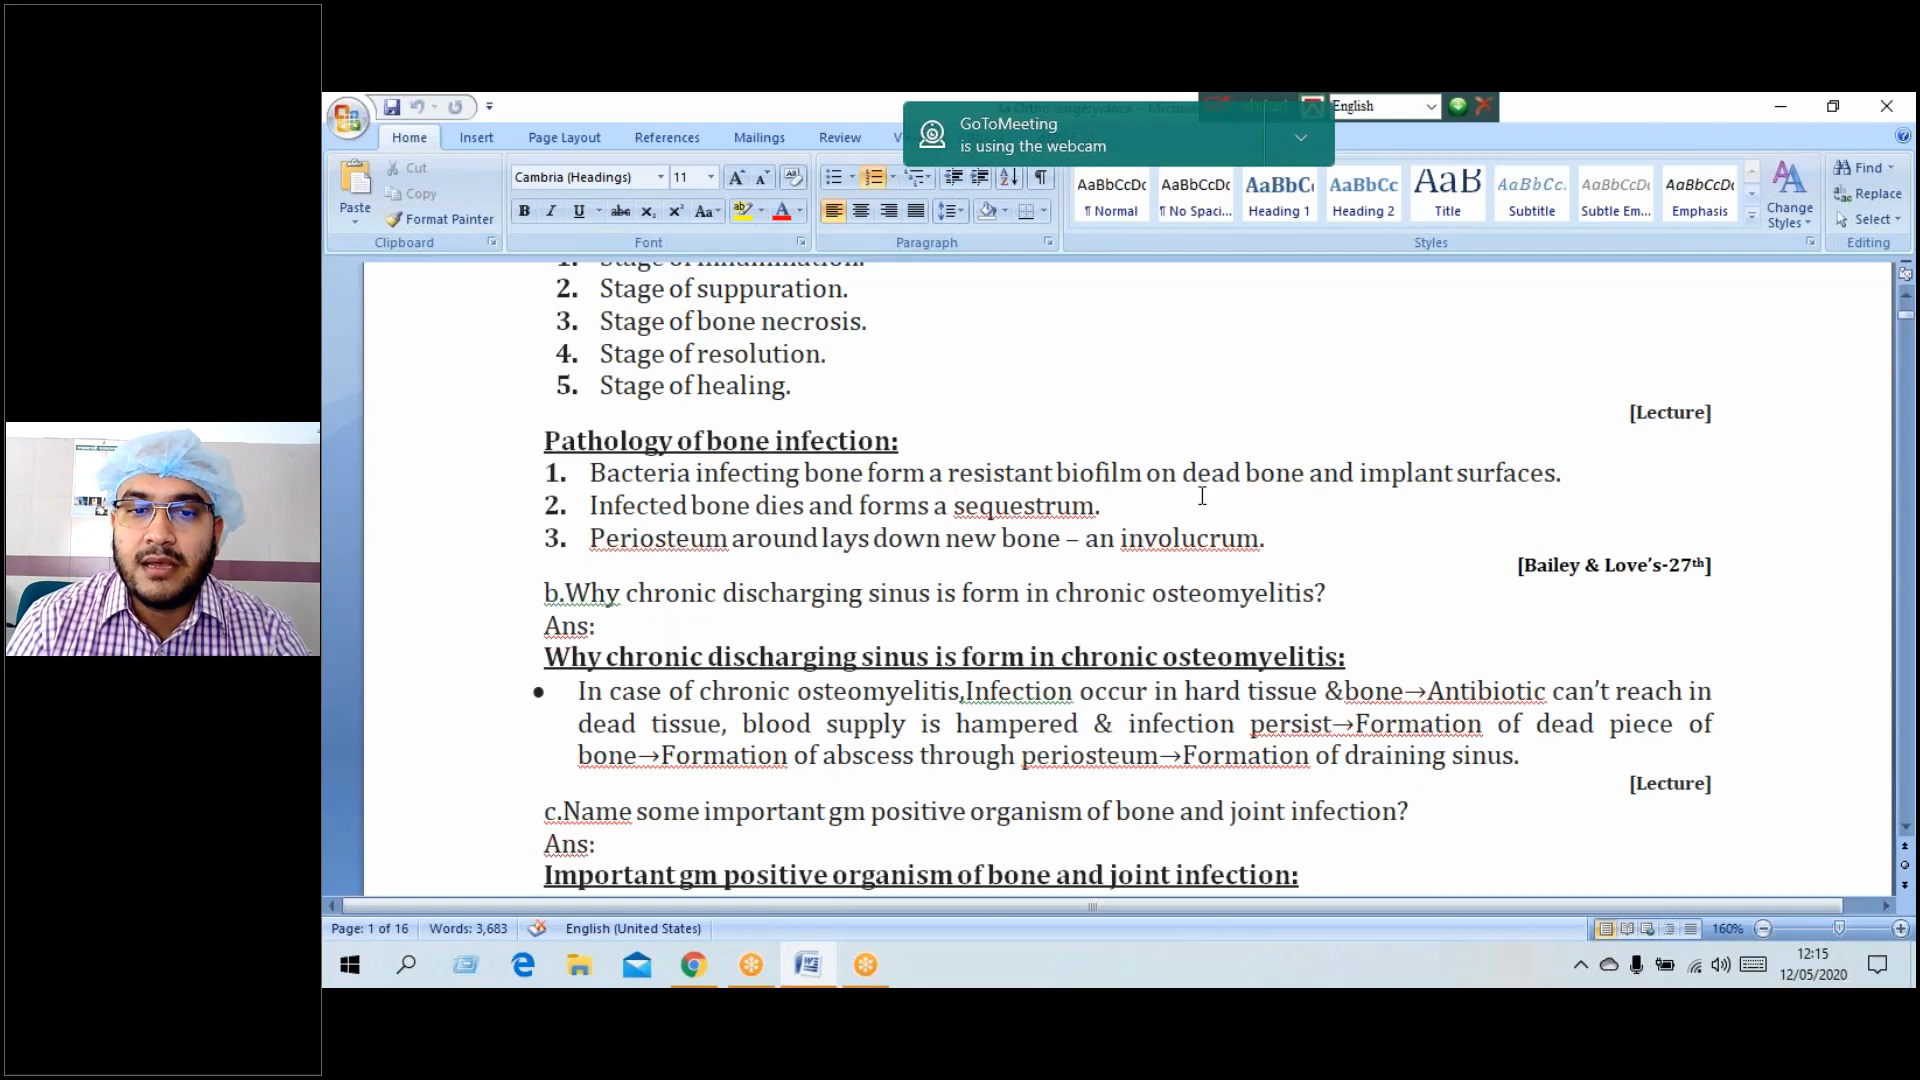 English
GoToMeeting
is using the webcam
Home Insert Page Layout References Mailings Review
Cut
Copy
Format Painter
Paste
Clipboard
Cambria (Headings) 11
Font
Paragraph
AaBbCcDc AaBbCcDc AaBbCc AaBbCc AaB AaBbCc. AaBbCcDc AaBbCcDc
¶ Normal ¶ No Spaci... Heading 1 Heading 2 Title Subtitle Subtle Em... Emphasis
Change
Styles
Styles
Find
Replace
Select
Editing
1. Stage of inflammation.
2. Stage of suppuration.
3. Stage of bone necrosis.
4. Stage of resolution.
5. Stage of healing.
[Lecture]
Pathology of bone infection:
1. Bacteria infecting bone form a resistant biofilm on dead bone and implant surfaces.
2. Infected bone dies and forms a sequestrum.
3. Periosteum around lays down new bone – an involucrum.
[Bailey & Love's-27th]
b.Why chronic discharging sinus is form in chronic osteomyelitis?
Ans:
Why chronic discharging sinus is form in chronic osteomyelitis:
• In case of chronic osteomyelitis,Infection occur in hard tissue &bone→Antibiotic can't reach in
dead tissue, blood supply is hampered & infection persist→Formation of dead piece of
bone→Formation of abscess through periosteum→Formation of draining sinus.
[Lecture]
c.Name some important gm positive organism of bone and joint infection?
Ans:
Important gm positive organism of bone and joint infection:
Page: 1 of 16 Words: 3,683 English (United States) 160%
12:15
12/05/2020